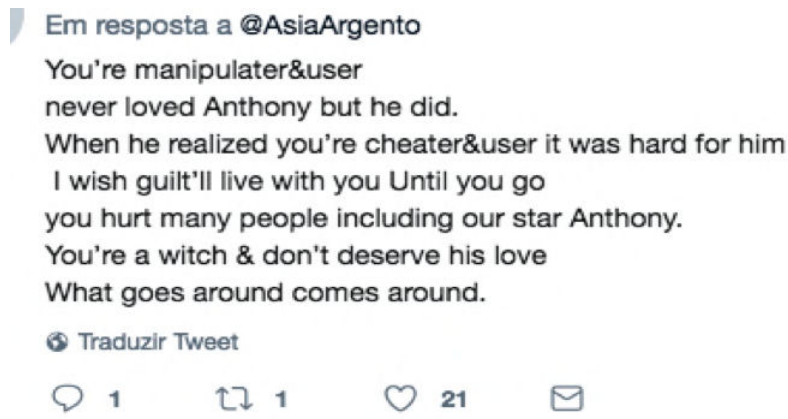 Em resposta a @AsiaArgento
You're manipulater&user
never loved Anthony but he did.
When he realized you're cheater&user it was hard for him
I wish guilt'll live with you Until you go
you hurt many people including our star Anthony.
You're a witch & don't deserve his love
What goes around comes around.
Traduzir Tweet
1 1 21